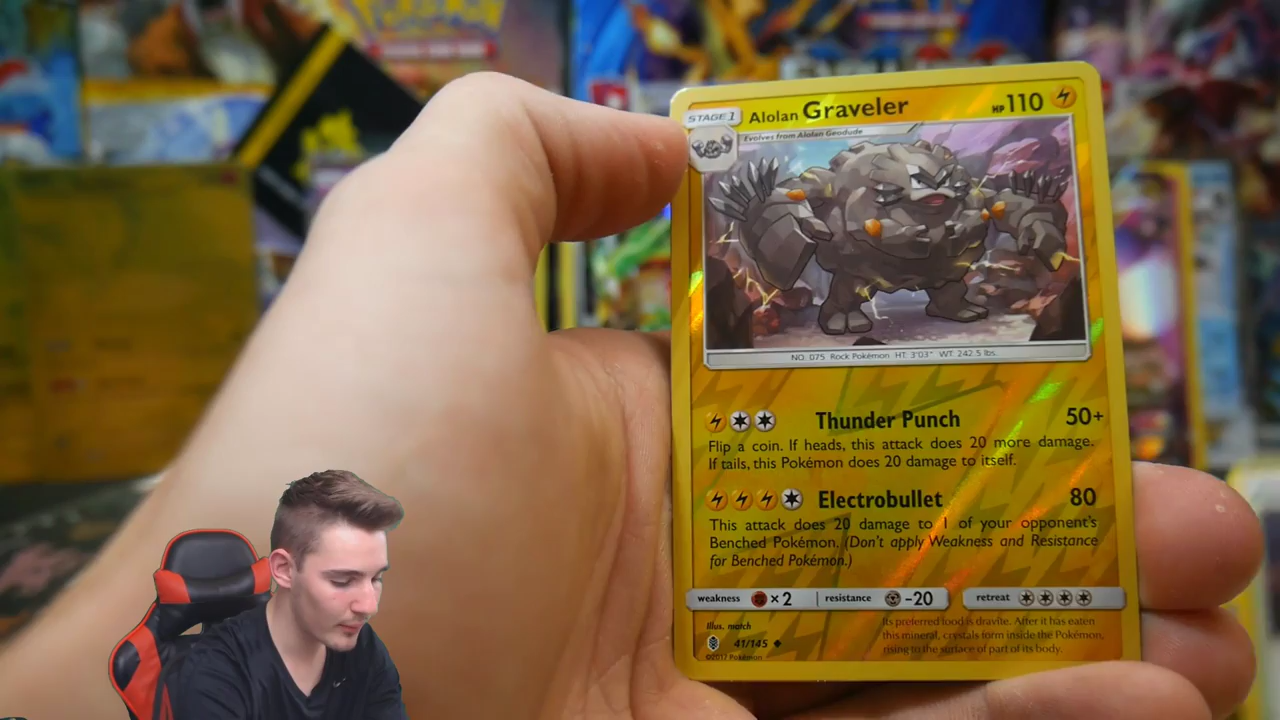 STAGE 1
Alolan Graveler
HP 110
Evolves from Alolan Geodude
NO. 075 Rock Pokémon HT: 3'03" WT: 242.5 lbs.
Thunder Punch 50+
Flip a coin. If heads, this attack does 20 more damage.
If tails, this Pokémon does 20 damage to itself.
Electrobullet 80
This attack does 20 damage to 1 of your opponent's
Benched Pokémon. (Don't apply Weakness and Resistance
for Benched Pokémon.)
weakness ×2 resistance -20 retreat
Illus. match
41/145
©2017 Pokémon
Its preferred food is dravite. After it has eaten
this mineral, crystals form inside the Pokémon,
rising to the surface of part of its body.